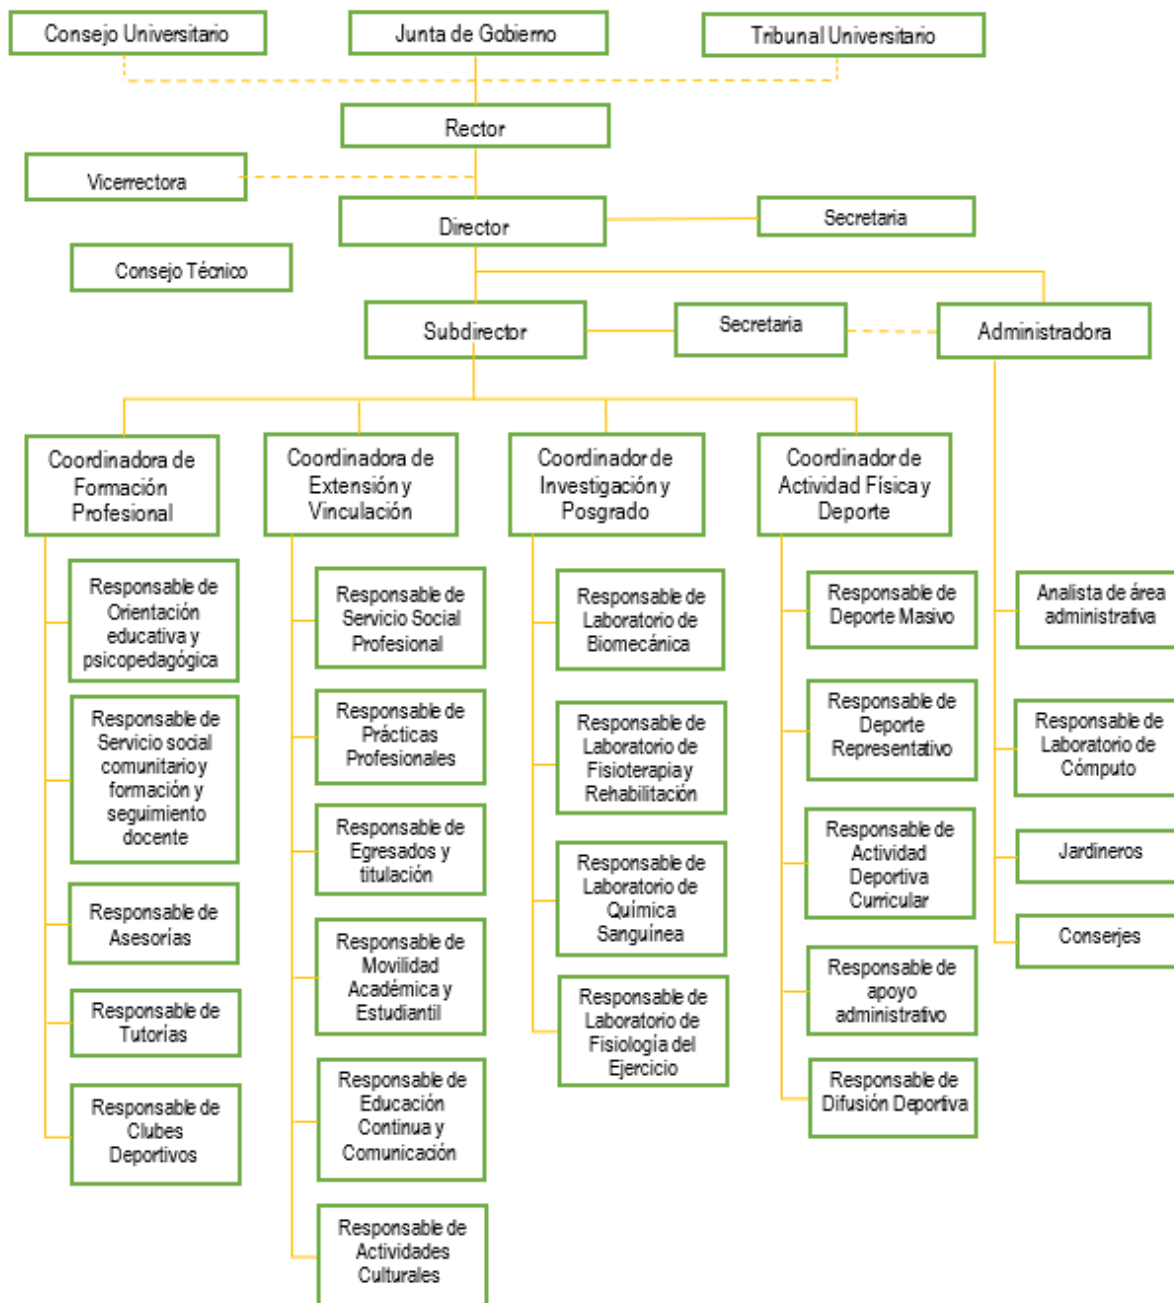 Consejo Universitario
Junta de Gobierno
Tribunal Universitario
Rector
Vicerrectora
Director
Secretaria
Consejo Técnico
Subdirector
Secretaria
Administradora
Coordinadora de
Formación
Profesional
Coordinadora de
Extensión y
Vinculación
Coordinador de
Investigación y
Posgrado
Coordinador de
Actividad Física y
Deporte
Responsable de
Orientación
educativa y
psicopedagógica
Responsable de
Servicio social
comunitario y
formación y
seguimiento
docente
Responsable de
Asesorías
Responsable de
Tutorías
Responsable de
Clubes
Deportivos
Responsable de
Servicio Social
Profesional
Responsable de
Prácticas
Profesionales
Responsable de
Egresados y
titulación
Responsable de
Movilidad
Académica y
Estudiantil
Responsable de
Educación
Continua y
Comunicación
Responsable de
Actividades
Culturales
Responsable de
Laboratorio de
Biomecánica
Responsable de
Laboratorio de
Fisioterapia y
Rehabilitación
Responsable de
Laboratorio de
Química
Sanguínea
Responsable de
Laboratorio de
Fisiología del
Ejercicio
Responsable de
Deporte Masivo
Responsable de
Deporte
Representativo
Responsable de
Actividad
Deportiva
Curricular
Responsable de
apoyo
administrativo
Responsable de
Difusión Deportiva
Analista de área
administrativa
Responsable de
Laboratorio de
Cómputo
Jardineros
Conserjes